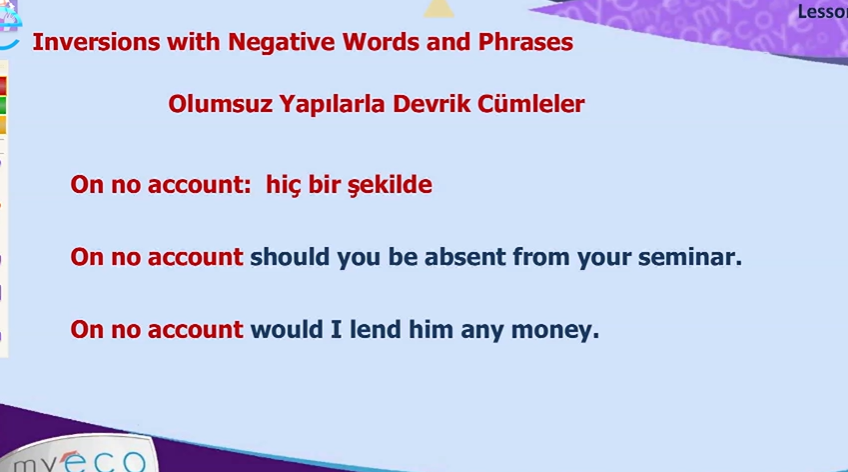 Lesso
Inversions with Negative Words and Phrases
Olumsuz Yapılarla Devrik Cümleler
On no account: hiç bir şekilde
On no account should you be absent from your seminar.
On no account would I lend him any money.
myeco